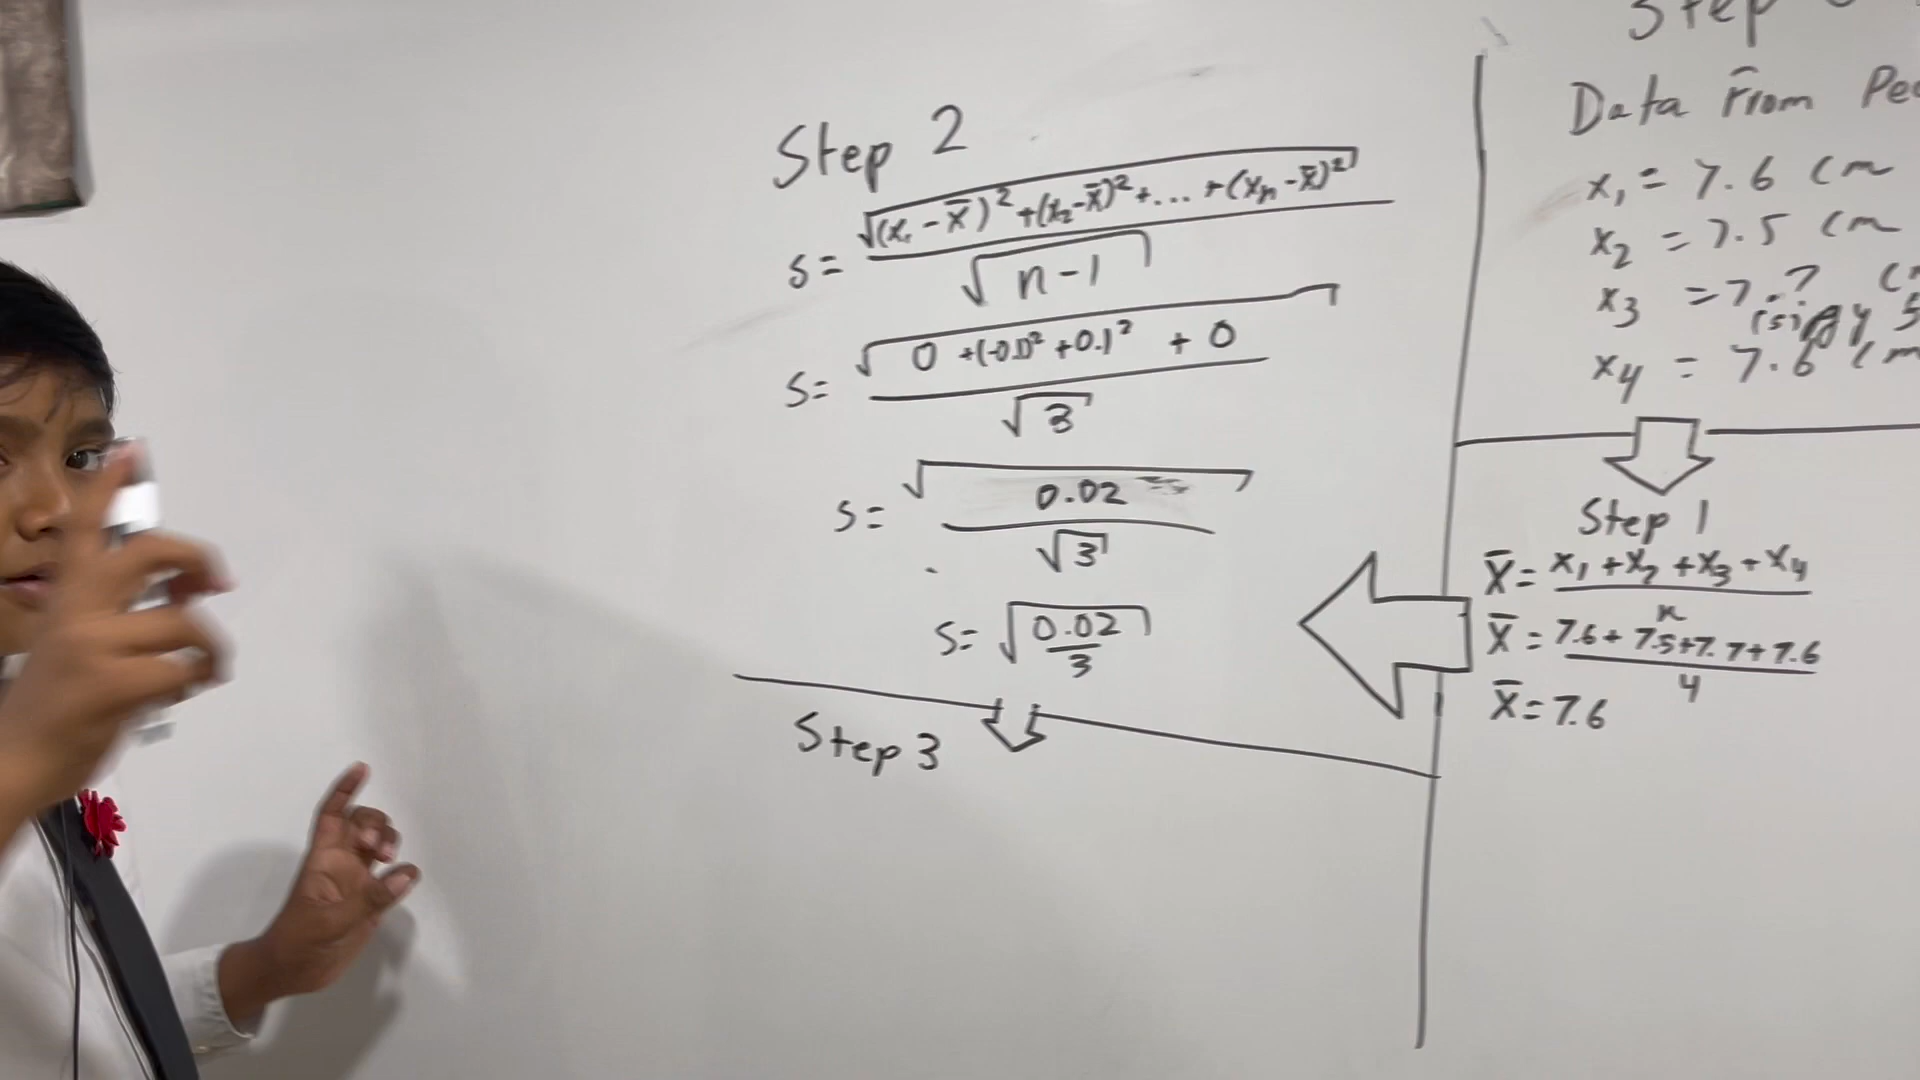 Step
Data From
x₁ = 7.6 cm
x₂ = 7.5 cm
x₃ = 7.7
x₄ = 7.6 cm
Step 1
x̄ = x₁ + x₂ + x₃ + x₄ / n
x̄ = 7.6 + 7.5 + 7.7 + 7.6 / 4
x̄ = 7.6
Step 2
s = √(x₁ - x̄)² + (x₂ - x̄)² + ... + (xₙ - x̄)² / √n - 1
s = √0 + (-0.1)² + 0.1² + 0 / √3
s = √0.02 / √3
s = √0.02 / 3
Step 3